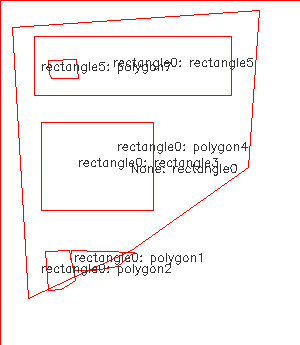 rectangle0: rectangle5
rectangle5: polygon7
rectangle0: polygon4
rectangle0: rectangle3
None: rectangle0
rectangle0: polygon1
rectangle0: polygon2